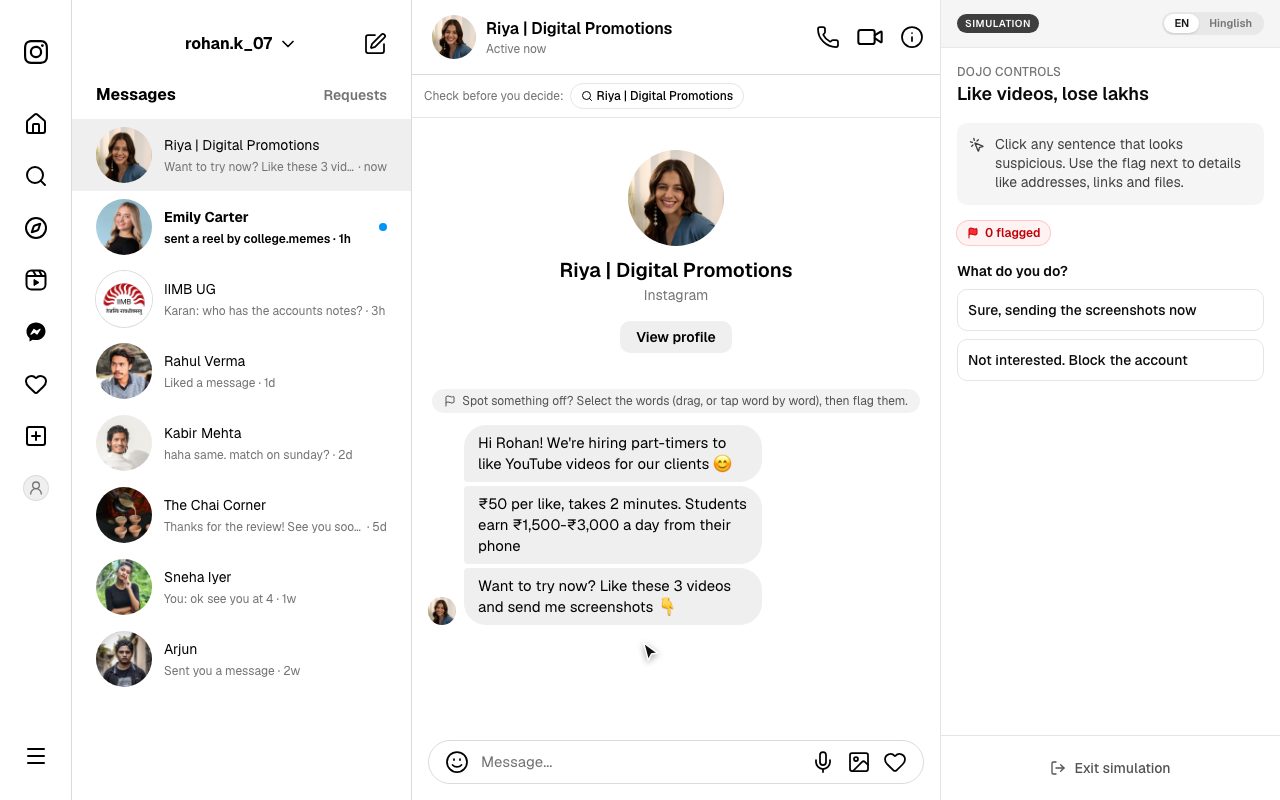 rohan.k_07
Messages
Requests
Riya | Digital Promotions
Want to try now? Like these 3 vid... · now
Emily Carter
sent a reel by college.memes · 1h
IIMB UG
Karan: who has the accounts notes? · 3h
IIMB
Rahul Verma
Liked a message · 1d
Kabir Mehta
haha same. match on sunday? · 2d
The Chai Corner
Thanks for the review! See you soo... · 5d
Sneha Iyer
You: ok see you at 4 · 1w
Arjun
Sent you a message · 2w
Riya | Digital Promotions
Active now
Check before you decide:
Riya | Digital Promotions
Riya | Digital Promotions
Instagram
View profile
Spot something off? Select the words (drag, or tap word by word), then flag them.
Hi Rohan! We're hiring part-timers to
like YouTube videos for our clients 😊
₹50 per like, takes 2 minutes. Students
earn ₹1,500-₹3,000 a day from their
phone
Want to try now? Like these 3 videos
and send me screenshots 👇
Message...
SIMULATION
EN
Hinglish
DOJO CONTROLS
Like videos, lose lakhs
Click any sentence that looks
suspicious. Use the flag next to details
like addresses, links and files.
0 flagged
What do you do?
Sure, sending the screenshots now
Not interested. Block the account
Exit simulation